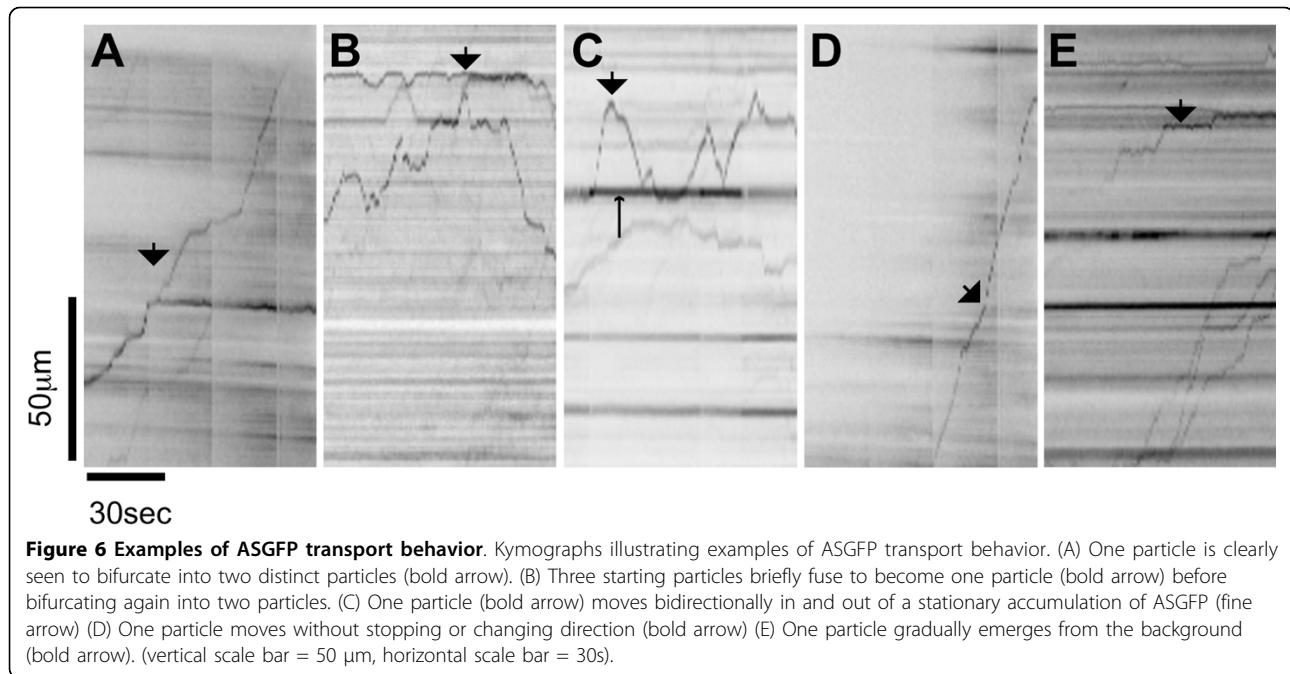 A B C D E
50μm
30sec
Figure 6 Examples of ASGFP transport behavior. Kymographs illustrating examples of ASGFP transport behavior. (A) One particle is clearly
seen to bifurcate into two distinct particles (bold arrow). (B) Three starting particles briefly fuse to become one particle (bold arrow) before
bifurcating again into two particles. (C) One particle (bold arrow) moves bidirectionally in and out of a stationary accumulation of ASGFP (fine
arrow) (D) One particle moves without stopping or changing direction (bold arrow) (E) One particle gradually emerges from the background
(bold arrow). (vertical scale bar = 50 μm, horizontal scale bar = 30s).